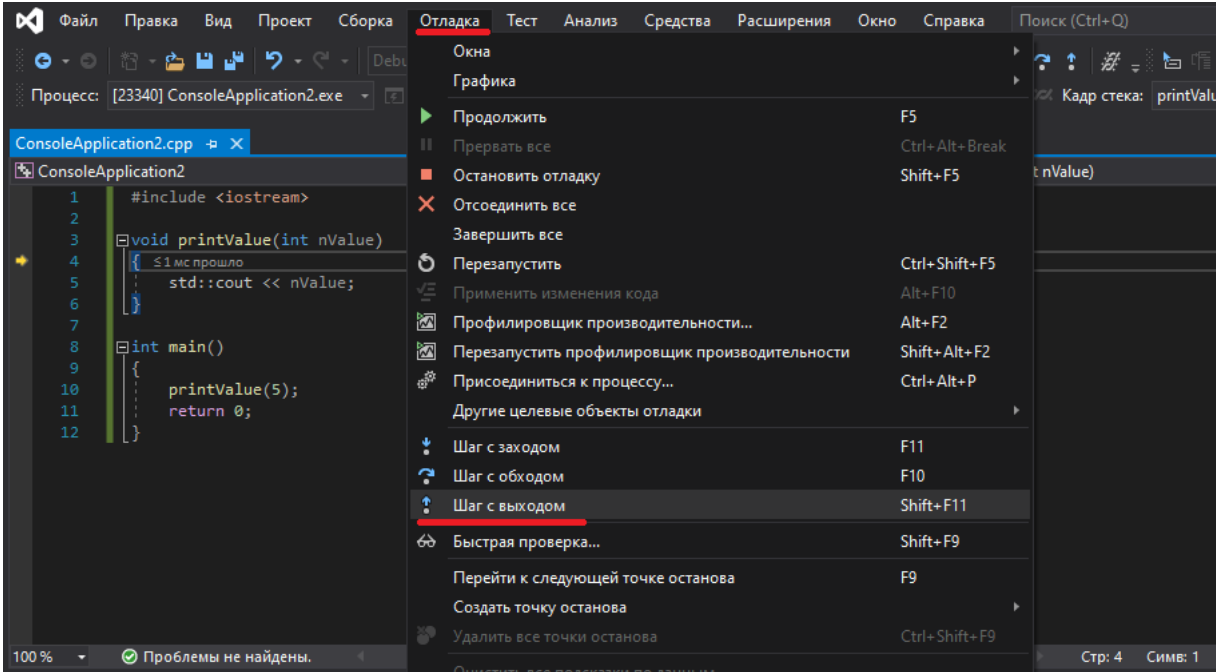 Файл Правка Вид Проект Сборка Отладка Тест Анализ Средства Расширения Окно Справка Поиск (Ctrl+Q)
Debu
Процесс: [23340] ConsoleApplication2.exe Кадр стека: printValu
ConsoleApplication2.cpp
ConsoleApplication2 t nValue)
1 #include <iostream>
2
3 void printValue(int nValue)
4 { ≤1 мс прошло
5 std::cout << nValue;
6 }
7
8 int main()
9 {
10 printValue(5);
11 return 0;
12 }
Окна
Графика
Продолжить F5
Прервать все Ctrl+Alt+Break
Остановить отладку Shift+F5
Отсоединить все
Завершить все
Перезапустить Ctrl+Shift+F5
Применить изменения кода Alt+F10
Профилировщик производительности... Alt+F2
Перезапустить профилировщик производительности Shift+Alt+F2
Присоединиться к процессу... Ctrl+Alt+P
Другие целевые объекты отладки
Шаг с заходом F11
Шаг с обходом F10
Шаг с выходом Shift+F11
Быстрая проверка... Shift+F9
Перейти к следующей точке останова F9
Создать точку останова
Удалить все точки останова Ctrl+Shift+F9
Очистить все подсказки по данным
100 % Проблемы не найдены. Стр: 4 Симв: 1